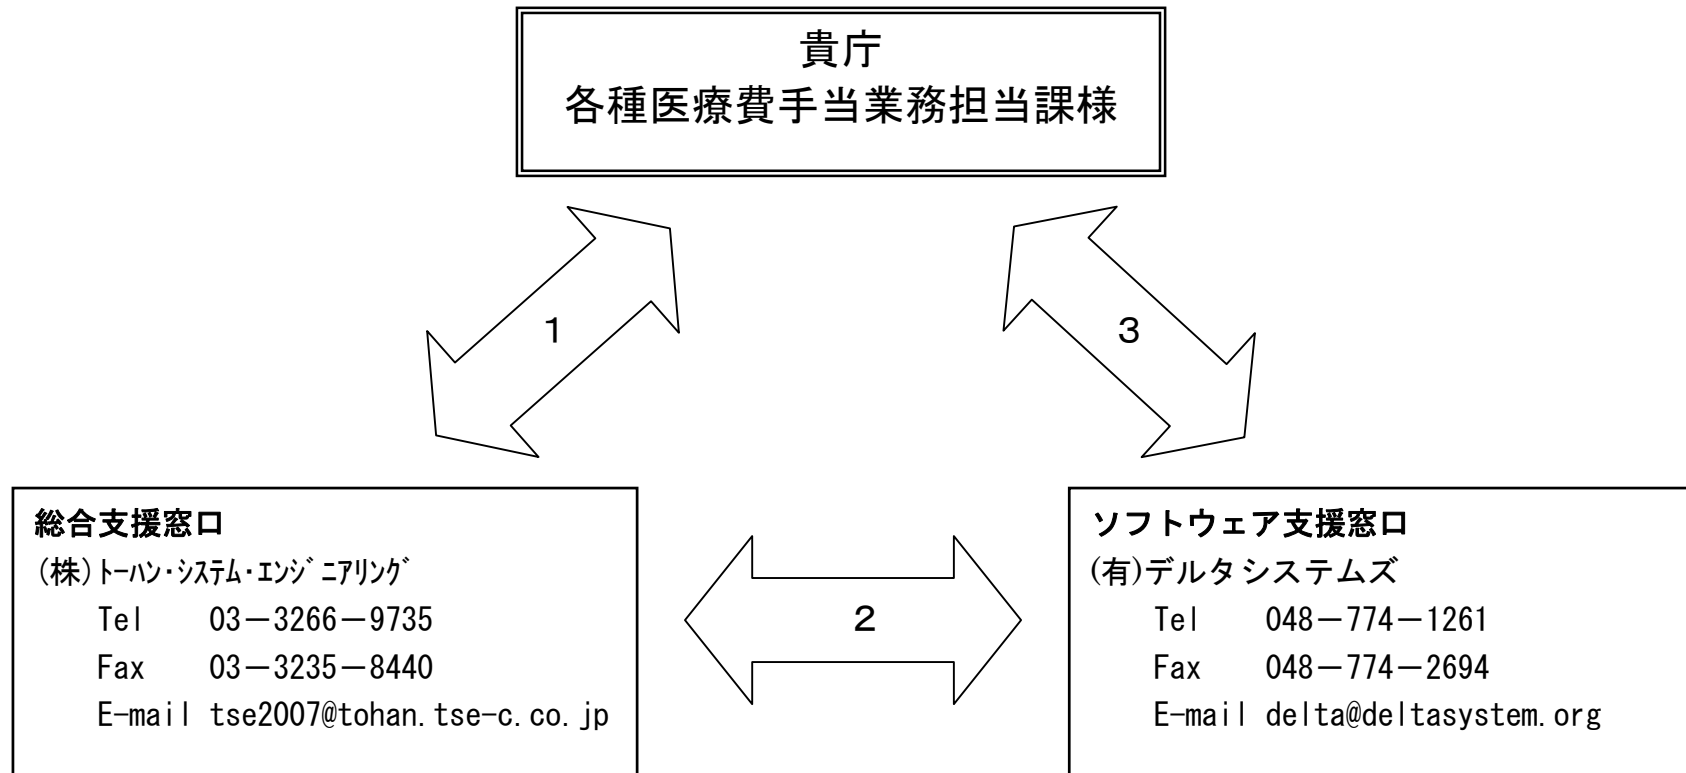 貴庁
各種医療費手当業務担当課様
1
3
総合支援窓口
(株)ﾄｰﾊﾝ･ｼｽﾃﾑ･ｴﾝｼﾞﾆｱﾘﾝｸﾞ
Tel 03－3266－9735
Fax 03－3235－8440
E-mail tse2007@tohan.tse-c.co.jp
2
ソフトウェア支援窓口
(有)デルタシステムズ
Tel 048－774－1261
Fax 048－774－2694
E-mail delta@deltasystem.org